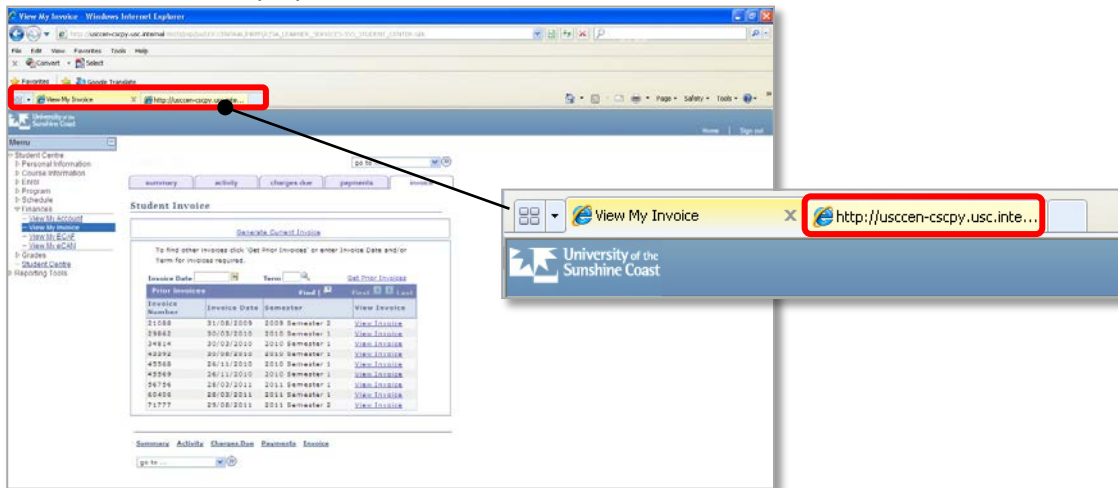 View My Invoice - Windows Internet Explorer
File Edit View Favorites Tools Help
x Convert Select
Favorites Google Translate
View My Invoice X http://usccen-cscpy.usc.inte...
Page Safety Tools
University of the
Sunshine Coast
Home | Sign out
Menu
Student Centre
Personal Information
Course Information
Enrol
Program
Schedule
Finances
View My Account
View My Invoice
View My ECAF
View My eCAN
Grades
Student Centre
Reporting Tools
go to ...
summary activity charges due payments invoice
Student Invoice
Generate Current Invoice
To find other invoices click 'Get Prior Invoices' or enter Invoice Date and/or
Term for invoices required.
Invoice Date Term Get Prior Invoices
Prior Invoices Find | First Last
Invoice Number Invoice Date Semester View Invoice
21088 31/08/2009 2009 Semester 2 View Invoice
29862 30/03/2010 2010 Semester 1 View Invoice
34814 30/03/2010 2010 Semester 1 View Invoice
43392 30/08/2010 2010 Semester 1 View Invoice
45568 26/11/2010 2010 Semester 1 View Invoice
45569 26/11/2010 2010 Semester 1 View Invoice
56756 28/03/2011 2011 Semester 1 View Invoice
60408 28/03/2011 2011 Semester 1 View Invoice
71777 29/08/2011 2011 Semester 2 View Invoice
Summary Activity Charges Due Payments Invoice
go to ...
View My Invoice X http://usccen-cscpy.usc.inte...
University of the
Sunshine Coast